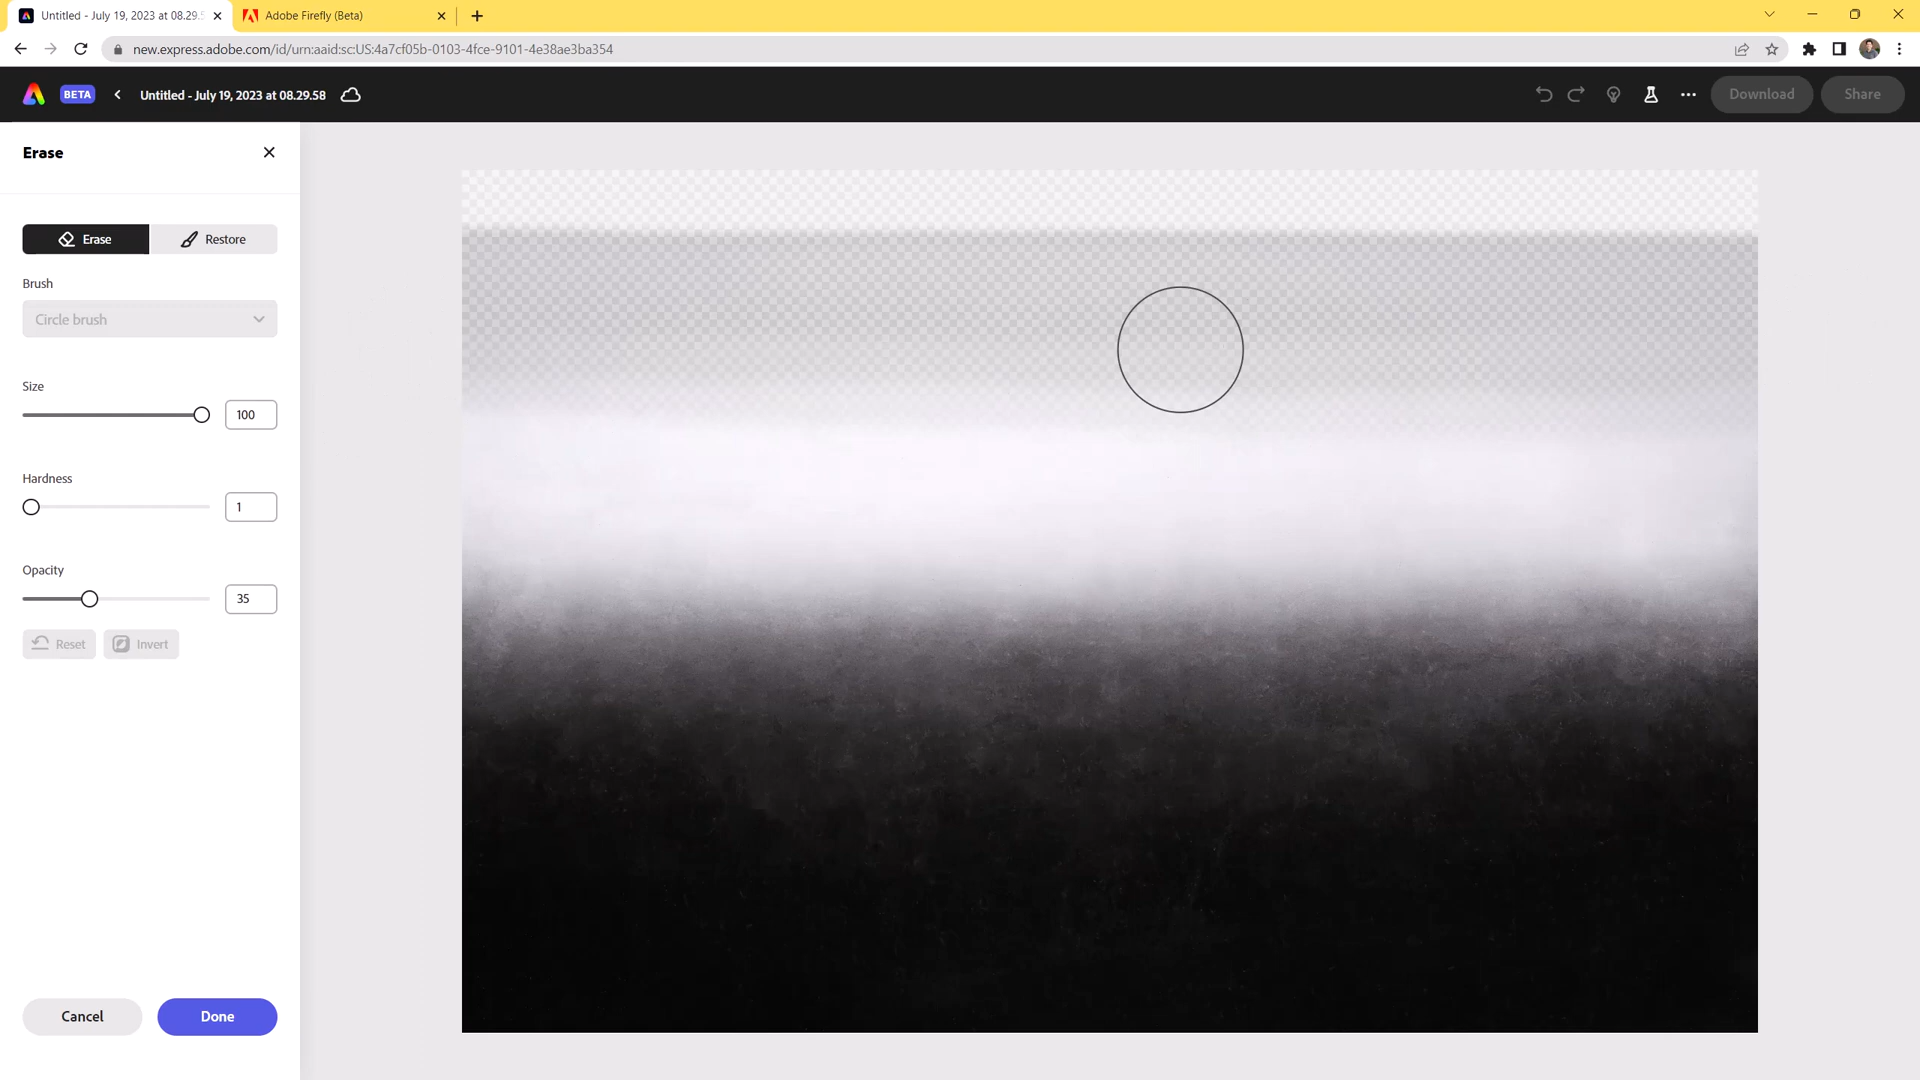 Untitled - July 19, 2023 at 08.29.5
Adobe Firefly (Beta)
new.express.adobe.com/id/urn:aaid:sc:US:4a7cf05b-0103-4fce-9101-4e38ae3ba354
BETA
Untitled - July 19, 2023 at 08.29.58
Download
Share
Erase
Erase
Restore
Brush
Circle brush
Size
100
Hardness
1
Opacity
35
Reset
Invert
Cancel
Done